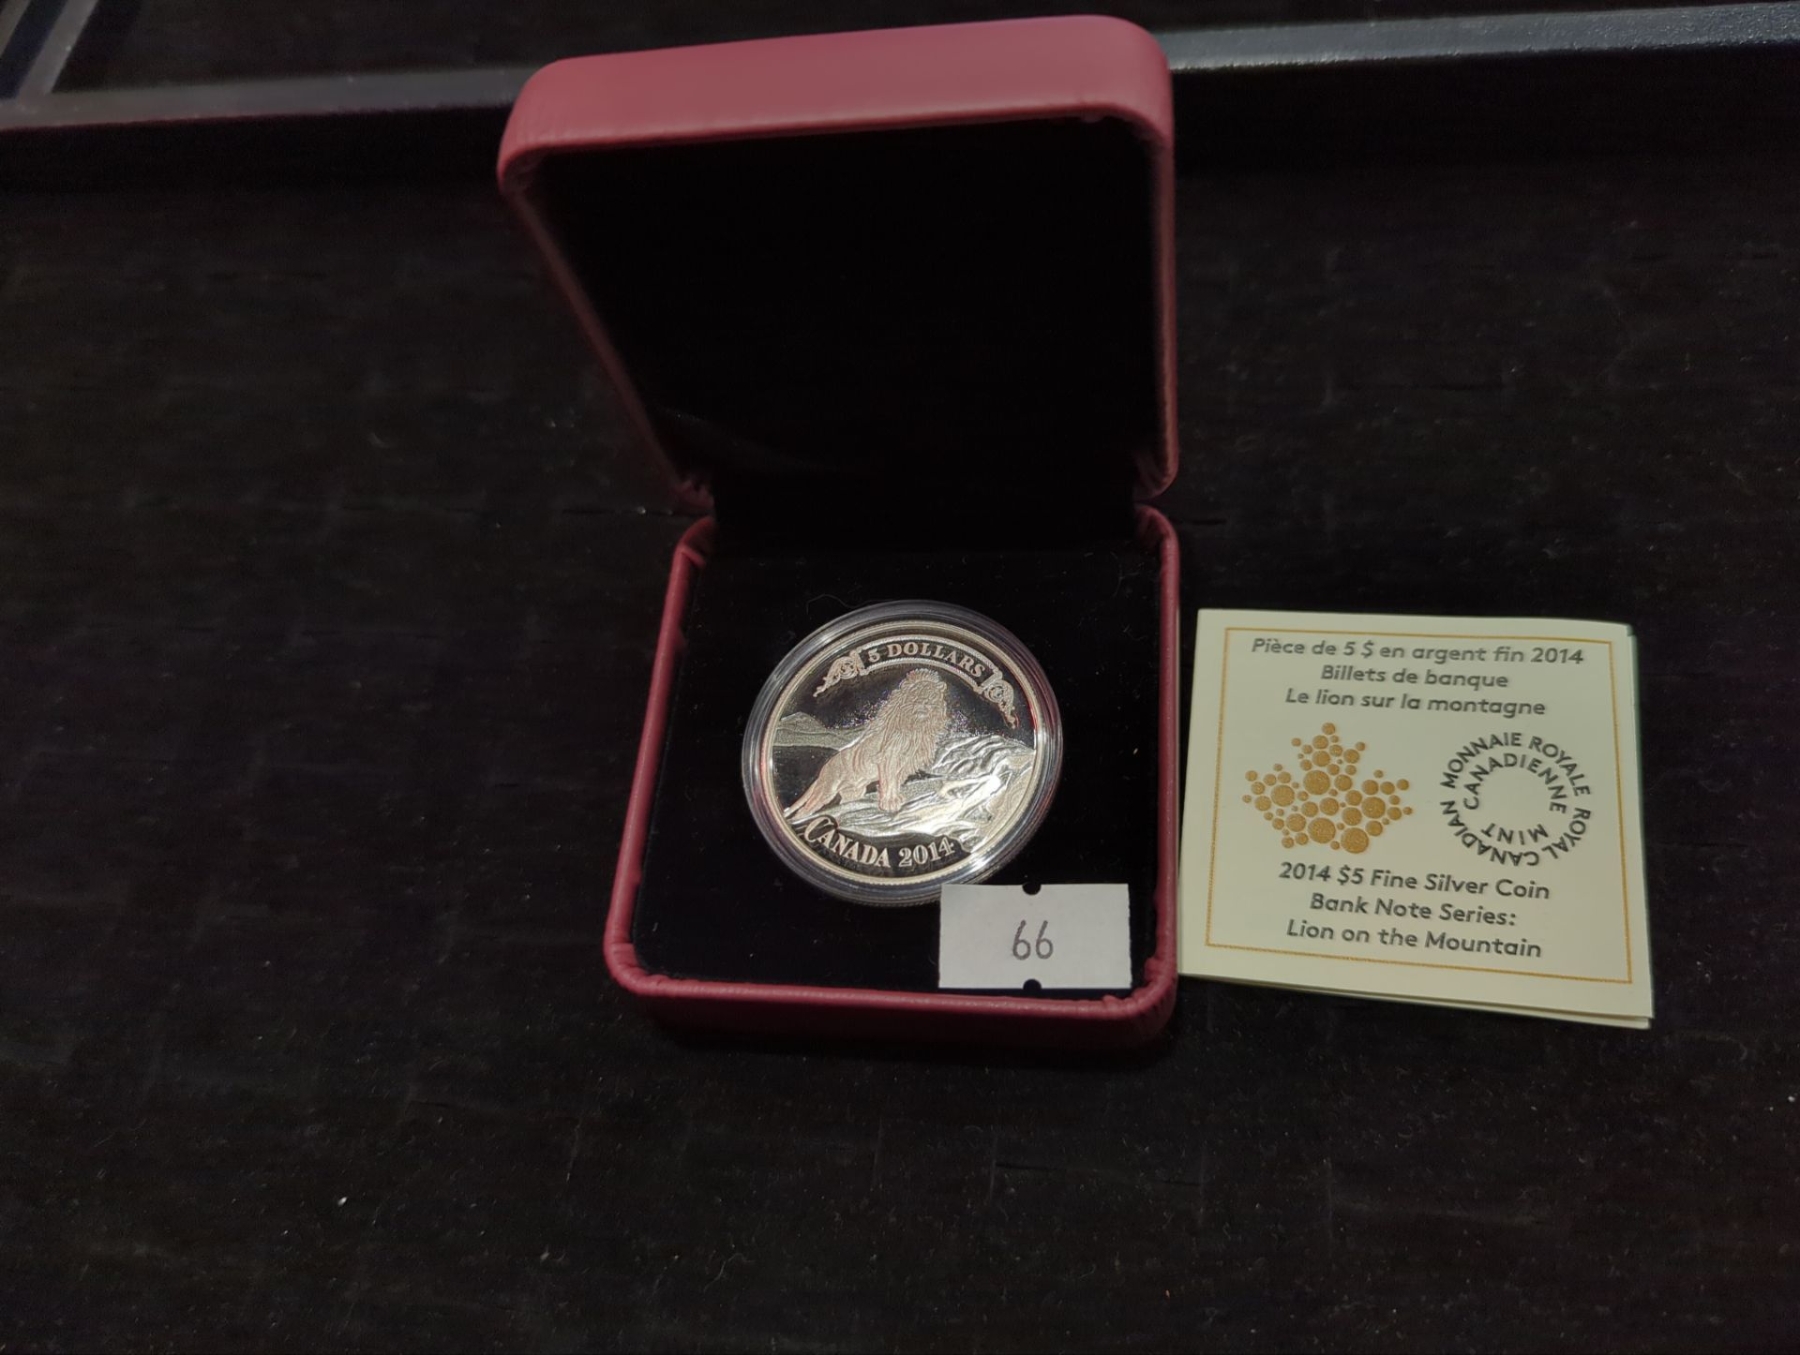 5 DOLLARS
CANADA 2014
66
Pièce de 5 $ en argent fin 2014
Billets de banque
Le lion sur la montagne
MONNAIE ROYALE CANADIENNE
ROYAL CANADIAN MINT
2014 $5 Fine Silver Coin
Bank Note Series:
Lion on the Mountain